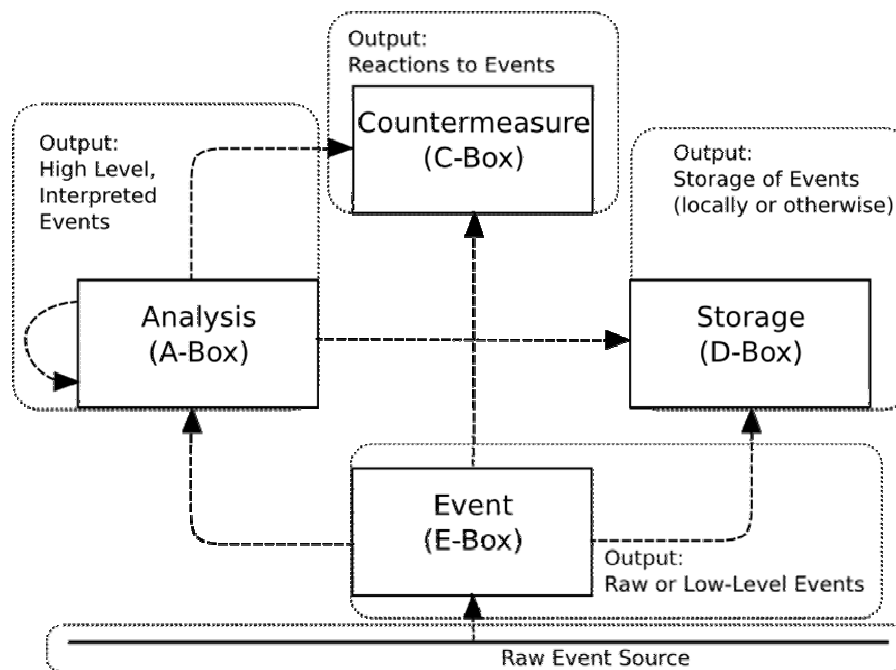 Output:
Reactions to Events
Countermeasure
(C-Box)
Output:
High Level,
Interpreted
Events
Output:
Storage of Events
(locally or otherwise)
Analysis
(A-Box)
Storage
(D-Box)
Event
(E-Box)
Output:
Raw or Low-Level Events
Raw Event Source